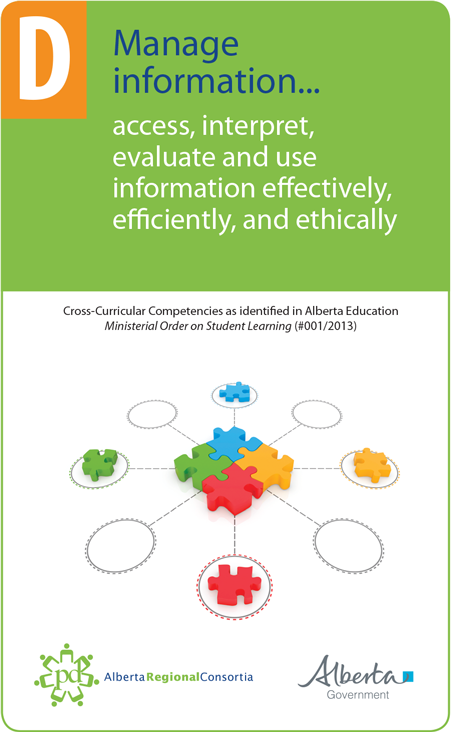 D
Manage
information...
access, interpret,
evaluate and use
information effectively,
efficiently, and ethically
Cross-Curricular Competencies as identified in Alberta Education
Ministerial Order on Student Learning (#001/2013)
pd
AlbertaRegionalConsortia
Alberta
Government